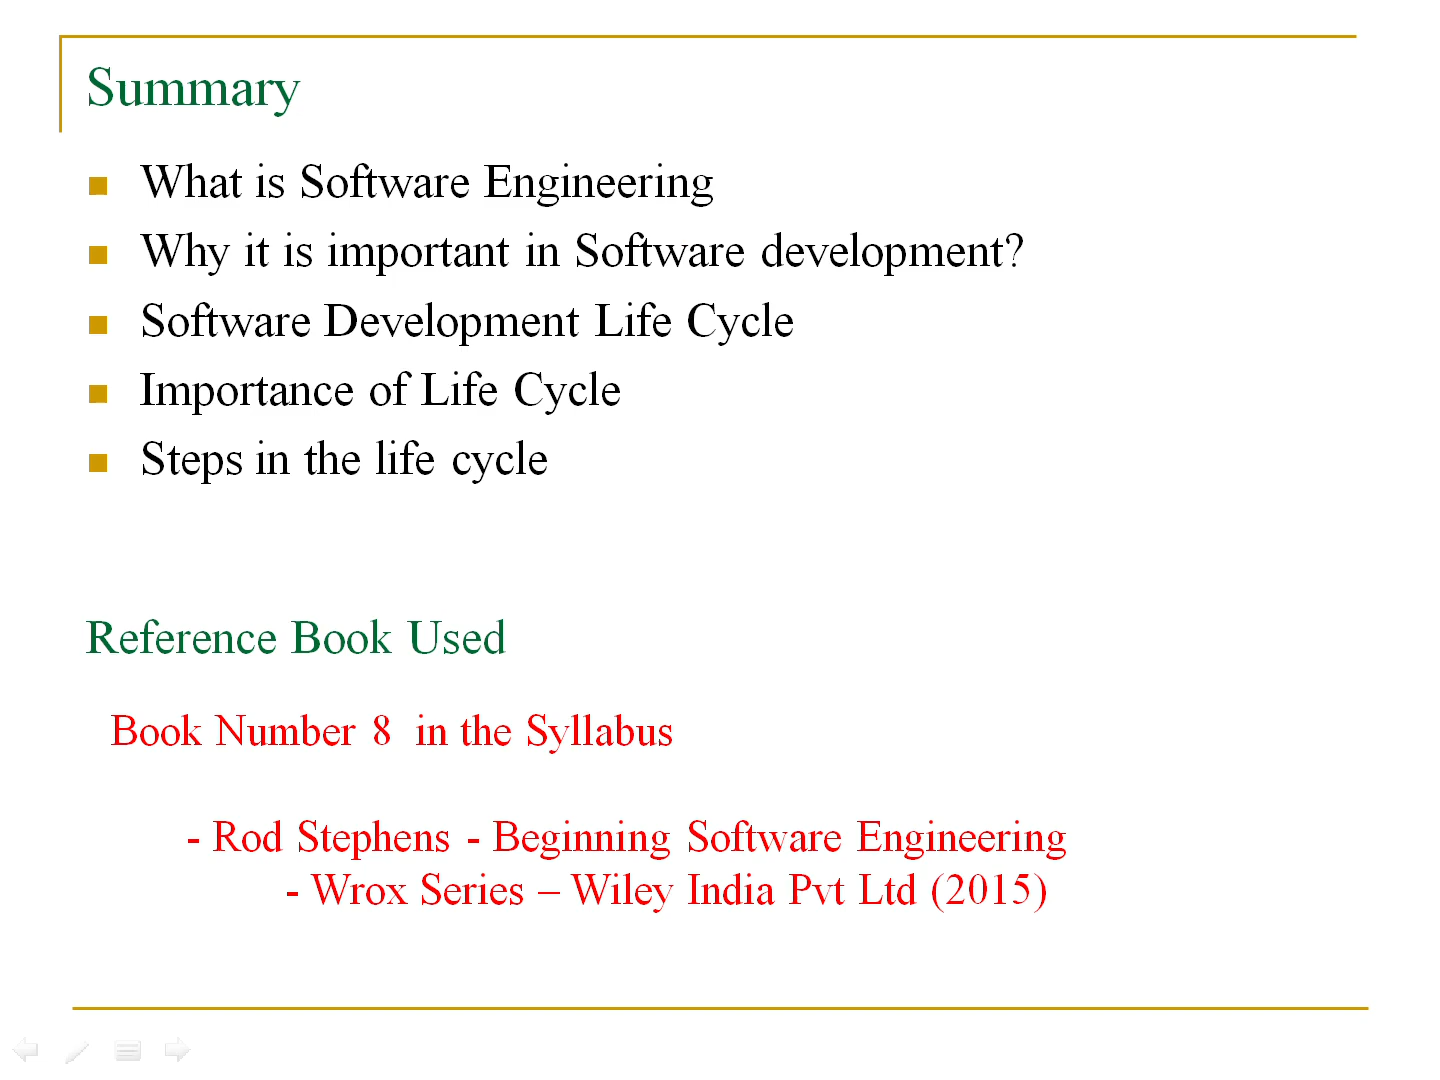 Summary
What is Software Engineering
Why it is important in Software development?
Software Development Life Cycle
Importance of Life Cycle
Steps in the life cycle
Reference Book Used
Book Number 8  in the Syllabus
- Rod Stephens - Beginning Software Engineering
- Wrox Series – Wiley India Pvt Ltd (2015)